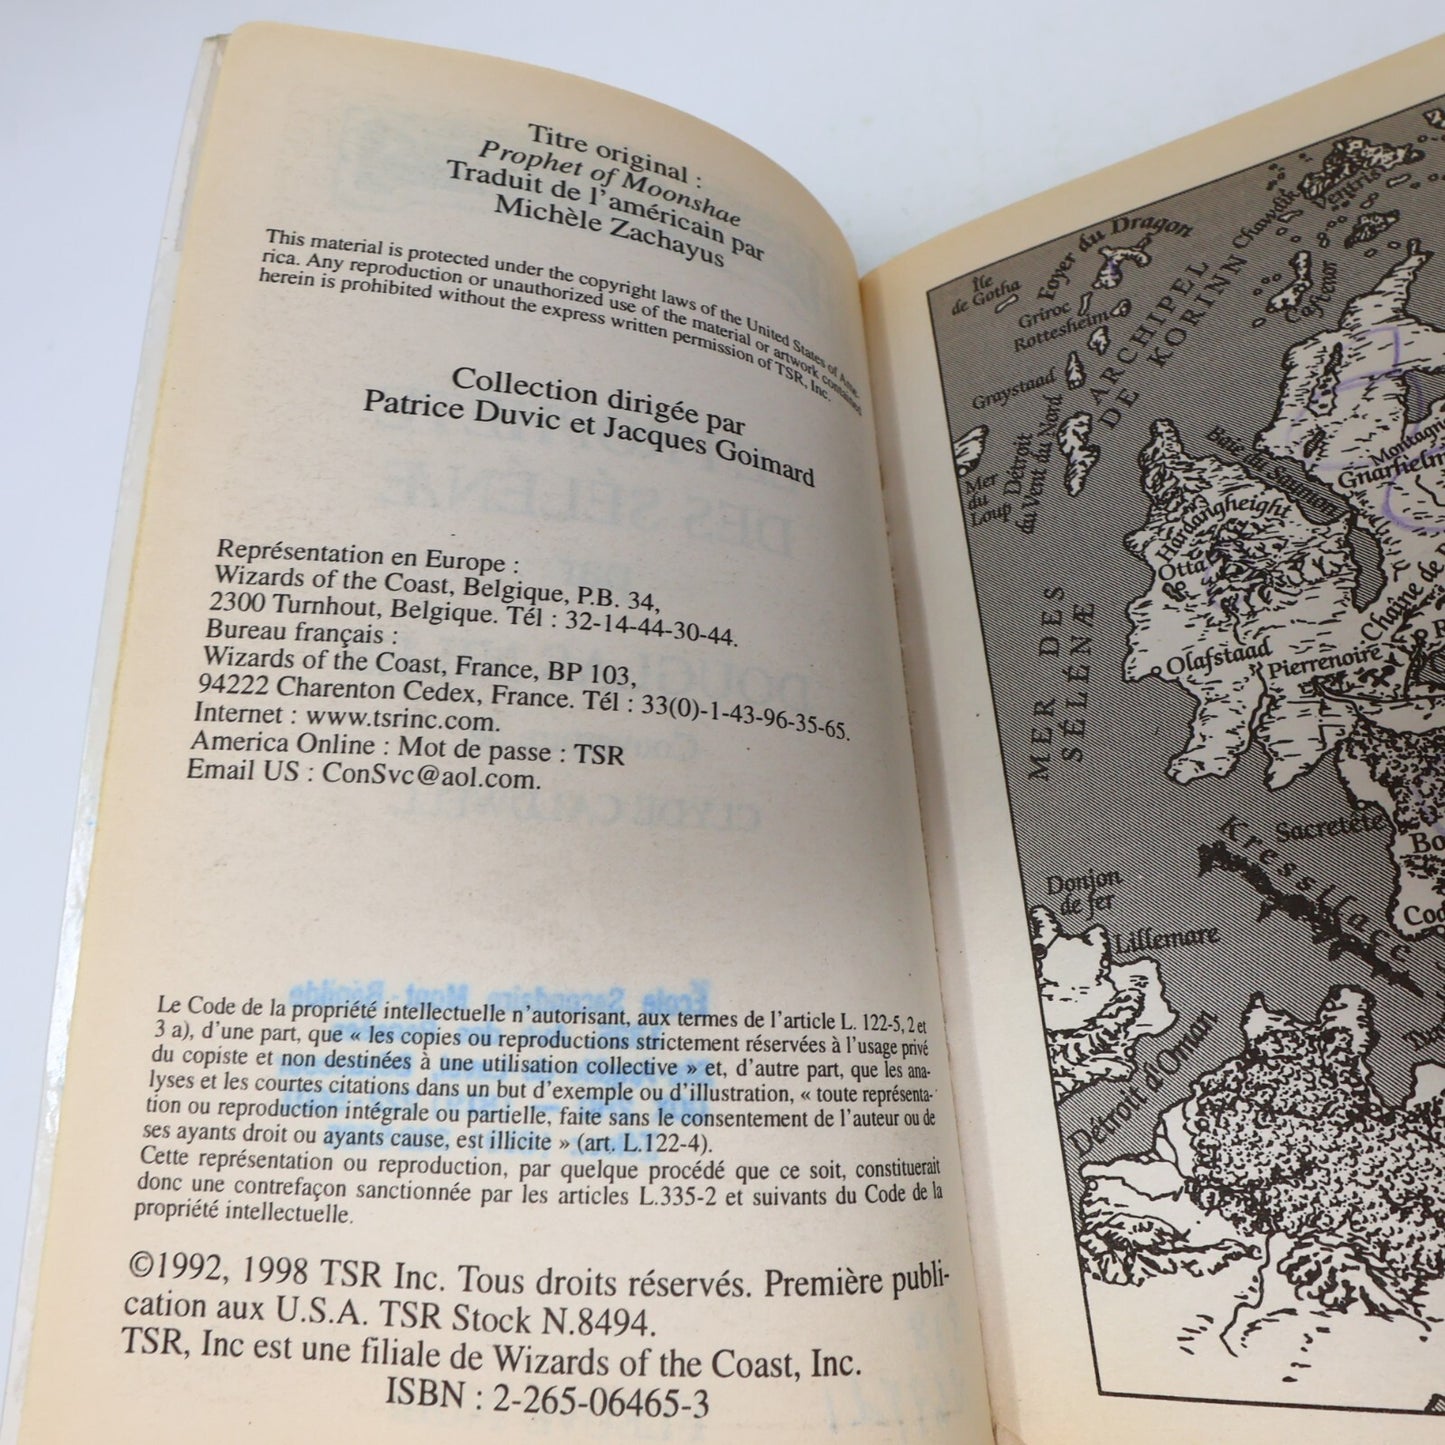 Titre original :
Prophet of Moonshae
Traduit de l'américain par
Michèle Zachayus
This material is protected under the copyright laws of the United States of Ame-
rica. Any reproduction or unauthorized use of the material or artwork contained
herein is prohibited without the express written permission of TSR, Inc.
Collection dirigée par
Patrice Duvic et Jacques Goimard
Représentation en Europe :
Wizards of the Coast, Belgique, P.B. 34,
2300 Turnhout, Belgique. Tél : 32-14-44-30-44.
Bureau français :
Wizards of the Coast, France, BP 103,
94222 Charenton Cedex, France. Tél : 33(0)-1-43-96-35-65.
Internet : www.tsrinc.com.
America Online : Mot de passe : TSR
Email US : ConSvc@aol.com.
Le Code de la propriété intellectuelle n'autorisant, aux termes de l'article L. 122-5, 2 et
3 a), d'une part, que « les copies ou reproductions strictement réservées à l'usage privé
du copiste et non destinées à une utilisation collective » et, d'autre part, que les ana-
lyses et les courtes citations dans un but d'exemple ou d'illustration, « toute représenta-
tion ou reproduction intégrale ou partielle, faite sans le consentement de l'auteur ou de
ses ayants droit ou ayants cause, est illicite » (art. L.122-4).
Cette représentation ou reproduction, par quelque procédé que ce soit, constituerait
donc une contrefaçon sanctionnée par les articles L.335-2 et suivants du Code de la
propriété intellectuelle.
©1992, 1998 TSR Inc. Tous droits réservés. Première publi-
cation aux U.S.A. TSR Stock N.8494.
TSR, Inc est une filiale de Wizards of the Coast, Inc.
ISBN : 2-265-06465-3
Île
de Gotha
Foyer du Dragon
Griroc
Rottesheim
Graystaad
ARCHIPEL
DE KORINN
Caftenor
Mer
du
Loup
Détroit
du Vent du Nord
Baie du Saumon
Hardangheight
Otta
Gnarhelm
MER DES
SÉLÉNÆ
Olafstaad
Pierrenoire
Chaîne de
Sacretête
Kressilacc
Donjon
de fer
Lillemare
Détroit d'Oman